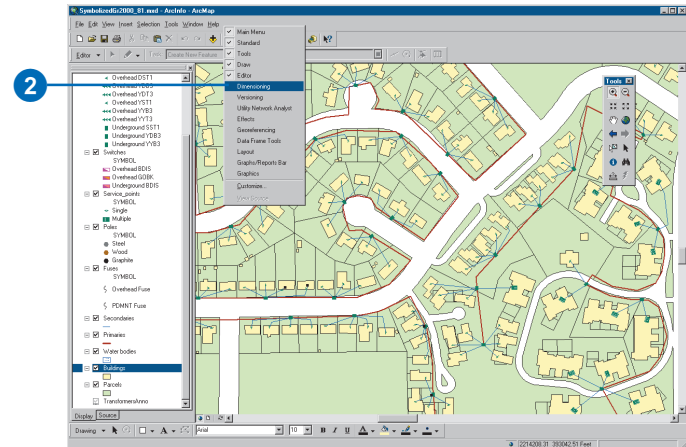 SymbolizedGr2000_81.mxd - ArcInfo - ArcMap
File Edit View Insert Selection Tools Window Help
Editor Task: Create New Feature
2
Main Menu
Standard
Tools
Draw
Editor
Dimensioning
Versioning
Utility Network Analyst
Effects
Georeferencing
Data Frame Tools
Layout
Graphs/Reports Bar
Graphics
Customize...
View Source
Tools
Overhead DST1
Overhead YDT3
Overhead YST1
Overhead YYB3
Overhead YYT3
Underground SST1
Underground YDB3
Underground YYB3
Switches
SYMBOL
Overhead BDIS
Overhead GOBK
Underground BDIS
Service_points
SYMBOL
Single
Multiple
Poles
SYMBOL
Steel
Wood
Graphite
Fuses
SYMBOL
Overhead Fuse
PDMNT Fuse
Secondaries
Primaries
Water bodies
Buildings
Parcels
TransformersAnno
Display Source
Drawing A Arial 10 B I U A
2214208.31 383042.51 Feet